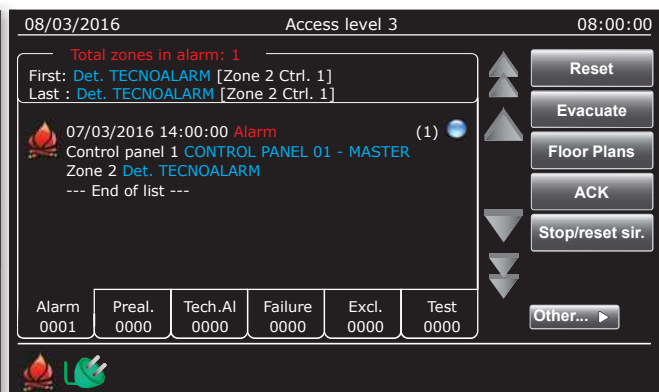 08/03/2016 Access level 3 08:00:00
Total zones in alarm: 1
First: Det. TECNOALARM [Zone 2 Ctrl. 1]
Last : Det. TECNOALARM [Zone 2 Ctrl. 1]
07/03/2016 14:00:00 Alarm (1)
Control panel 1 CONTROL PANEL 01 - MASTER
Zone 2 Det. TECNOALARM
--- End of list ---
Reset
Evacuate
Floor Plans
ACK
Stop/reset sir.
Other...
Alarm Preal. Tech.Al Failure Excl. Test
0001 0000 0000 0000 0000 0000